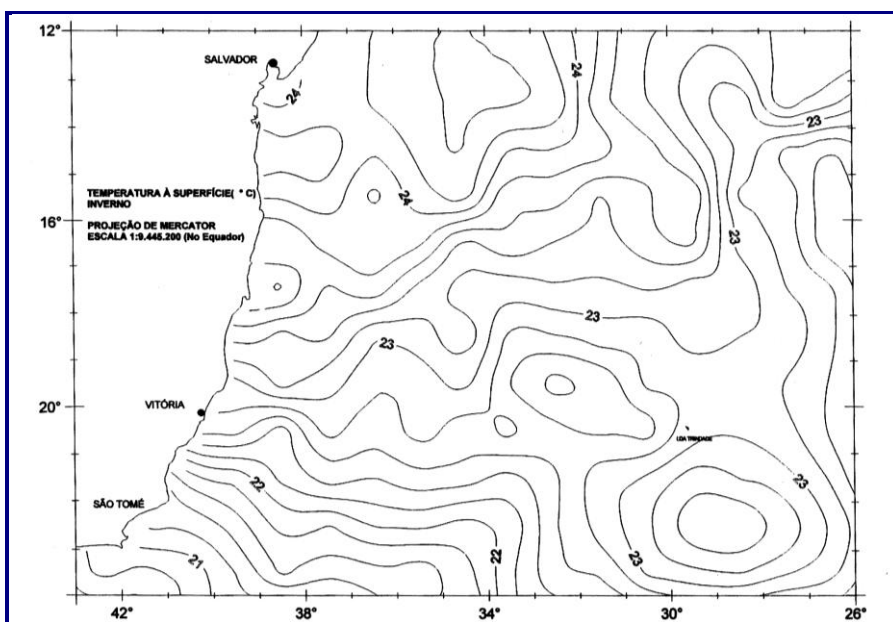 12°
SALVADOR
24
24
23
TEMPERATURA À SUPERFÍCIE( ° C)
INVERNO
24
16°
PROJEÇÃO DE MERCATOR
ESCALA 1:9.445.200 (No Equador)
23
23
23
VITÓRIA
20°
TRINDADE
22
23
SÃO TOMÉ
21
22
23
42°
38°
34°
30°
26°